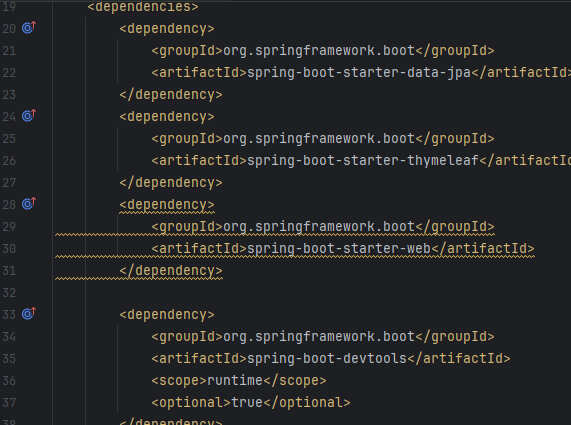 19 <dependencies>
20 <dependency>
21 <groupId>org.springframework.boot</groupId>
22 <artifactId>spring-boot-starter-data-jpa</artifactId>
23 </dependency>
24 <dependency>
25 <groupId>org.springframework.boot</groupId>
26 <artifactId>spring-boot-starter-thymeleaf</artifactId
27 </dependency>
28 <dependency>
29 <groupId>org.springframework.boot</groupId>
30 <artifactId>spring-boot-starter-web</artifactId>
31 </dependency>
32
33 <dependency>
34 <groupId>org.springframework.boot</groupId>
35 <artifactId>spring-boot-devtools</artifactId>
36 <scope>runtime</scope>
37 <optional>true</optional>
38 </dependency>